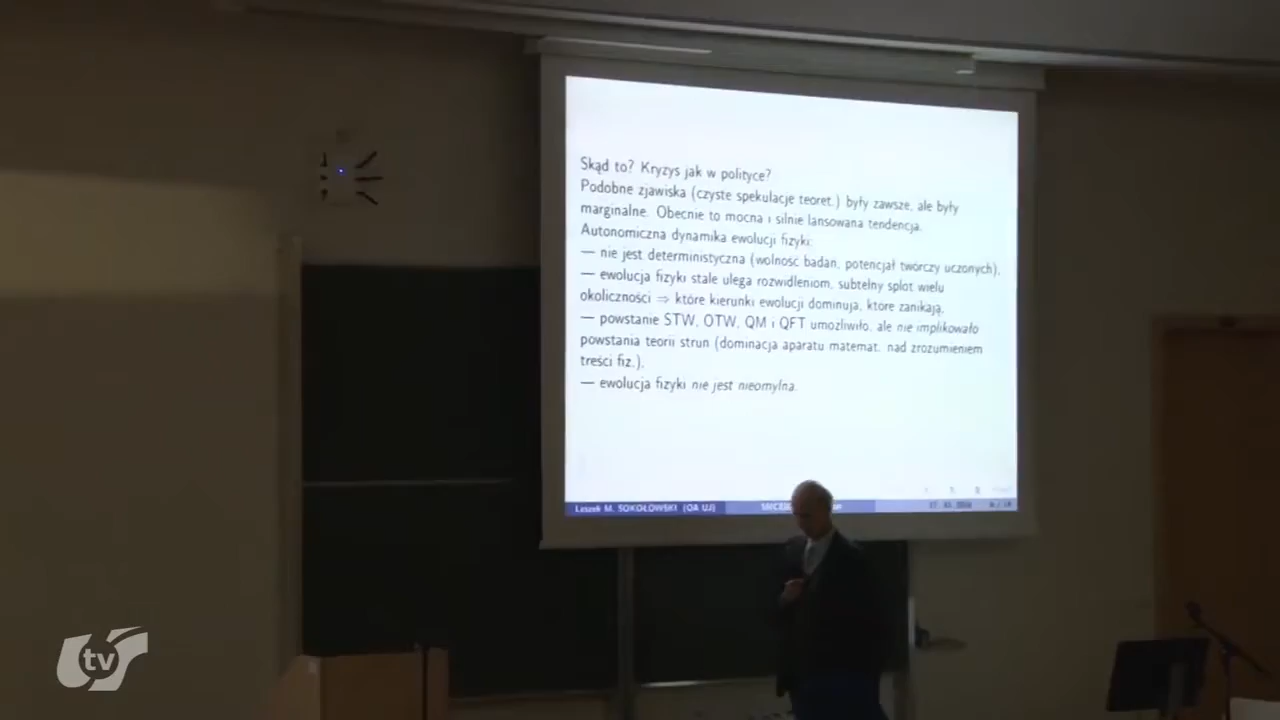 Skąd to? Kryzys jak w polityce?
Podobne zjawiska (czyste spekulacje teoret.) były zawsze, ale były
marginalne. Obecnie to mocna i silnie lansowana tendencja.
Autonomiczna dynamika ewolucji fizyki:
— nie jest deterministyczna (wolność badań, potencjał twórczy uczonych),
— ewolucja fizyki stale ulega rozwidleniom, subtelny splot wielu
okoliczności ⇒ które kierunki ewolucji dominują, które zanikają,
— powstanie STW, OTW, QM i QFT umożliwiło, ale nie implikowało
powstania teorii strun (dominacja aparatu matemat. nad zrozumieniem
treści fiz.),
— ewolucja fizyki nie jest nieomylna.
Leszek M. SOKOŁOWSKI (OA UJ)
tv